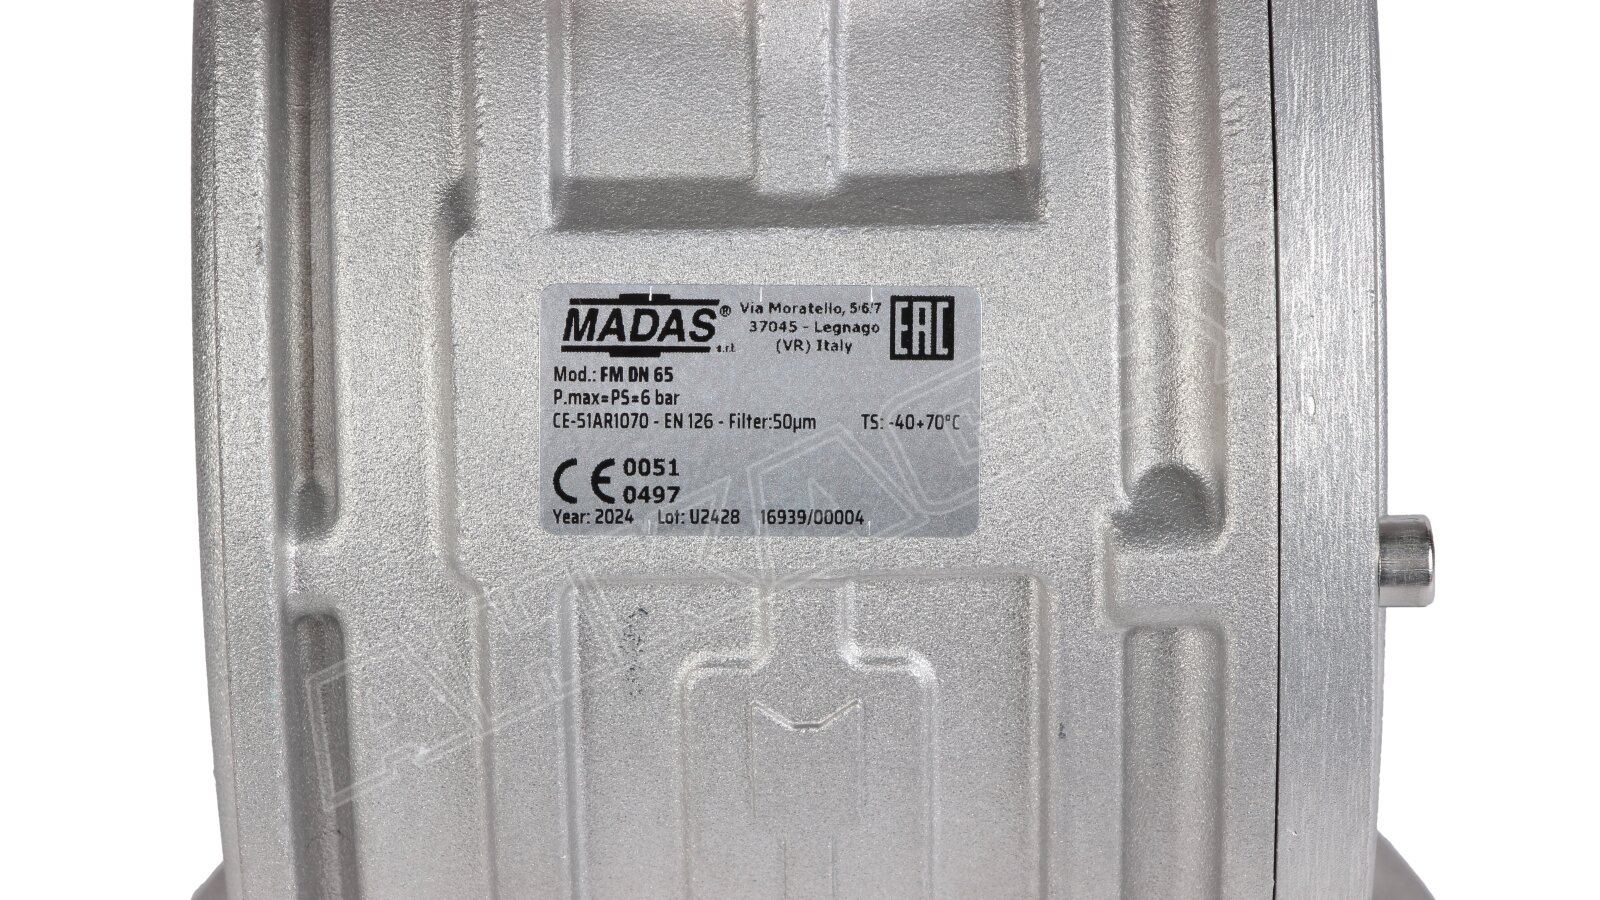 MADAS® s.r.l.
Via Moratello, 5/6/7
37045 - Legnago
(VR) Italy
EAC
Mod.: FM DN 65
P.max=PS=6 bar
CE-51AR1070 - EN 126 - Filter:50µm TS: -40+70°C
CE 0051
0497
Year: 2024 Lot: U2428 16939/00004